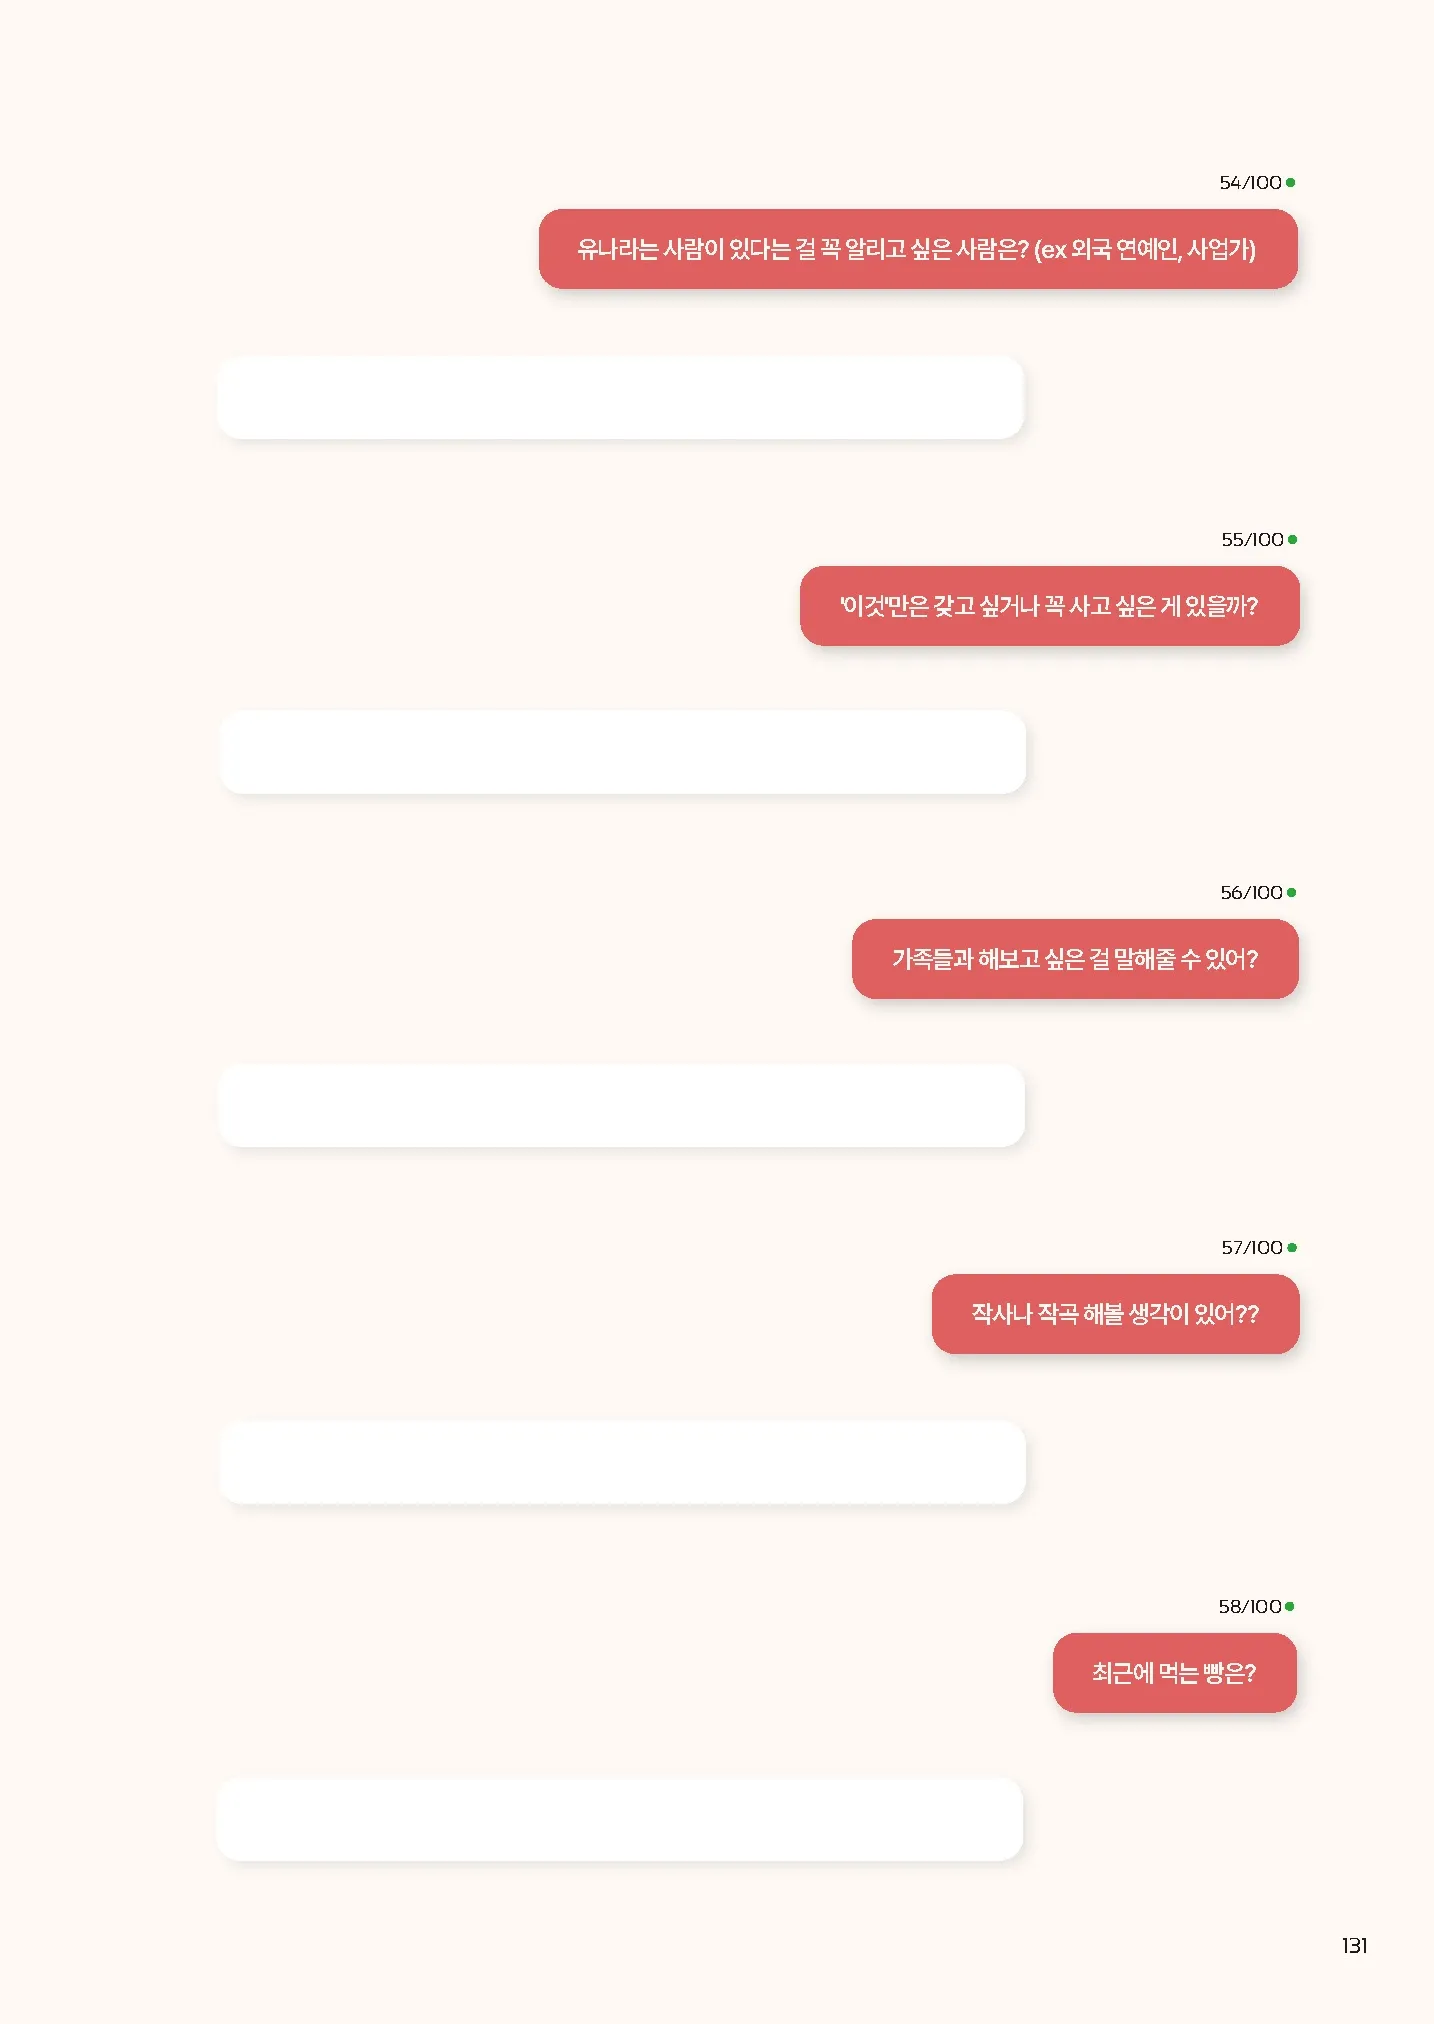 54/100
유나라는 사람이 있다는 걸 꼭 알리고 싶은 사람은? (ex 외국 연예인, 사업가)
55/100
'이것'만은 갖고 싶거나 꼭 사고 싶은 게 있을까?
56/100
가족들과 해보고 싶은 걸 말해줄 수 있어?
57/100
작사나 작곡 해볼 생각이 있어??
58/100
최근에 먹는 빵은?
131